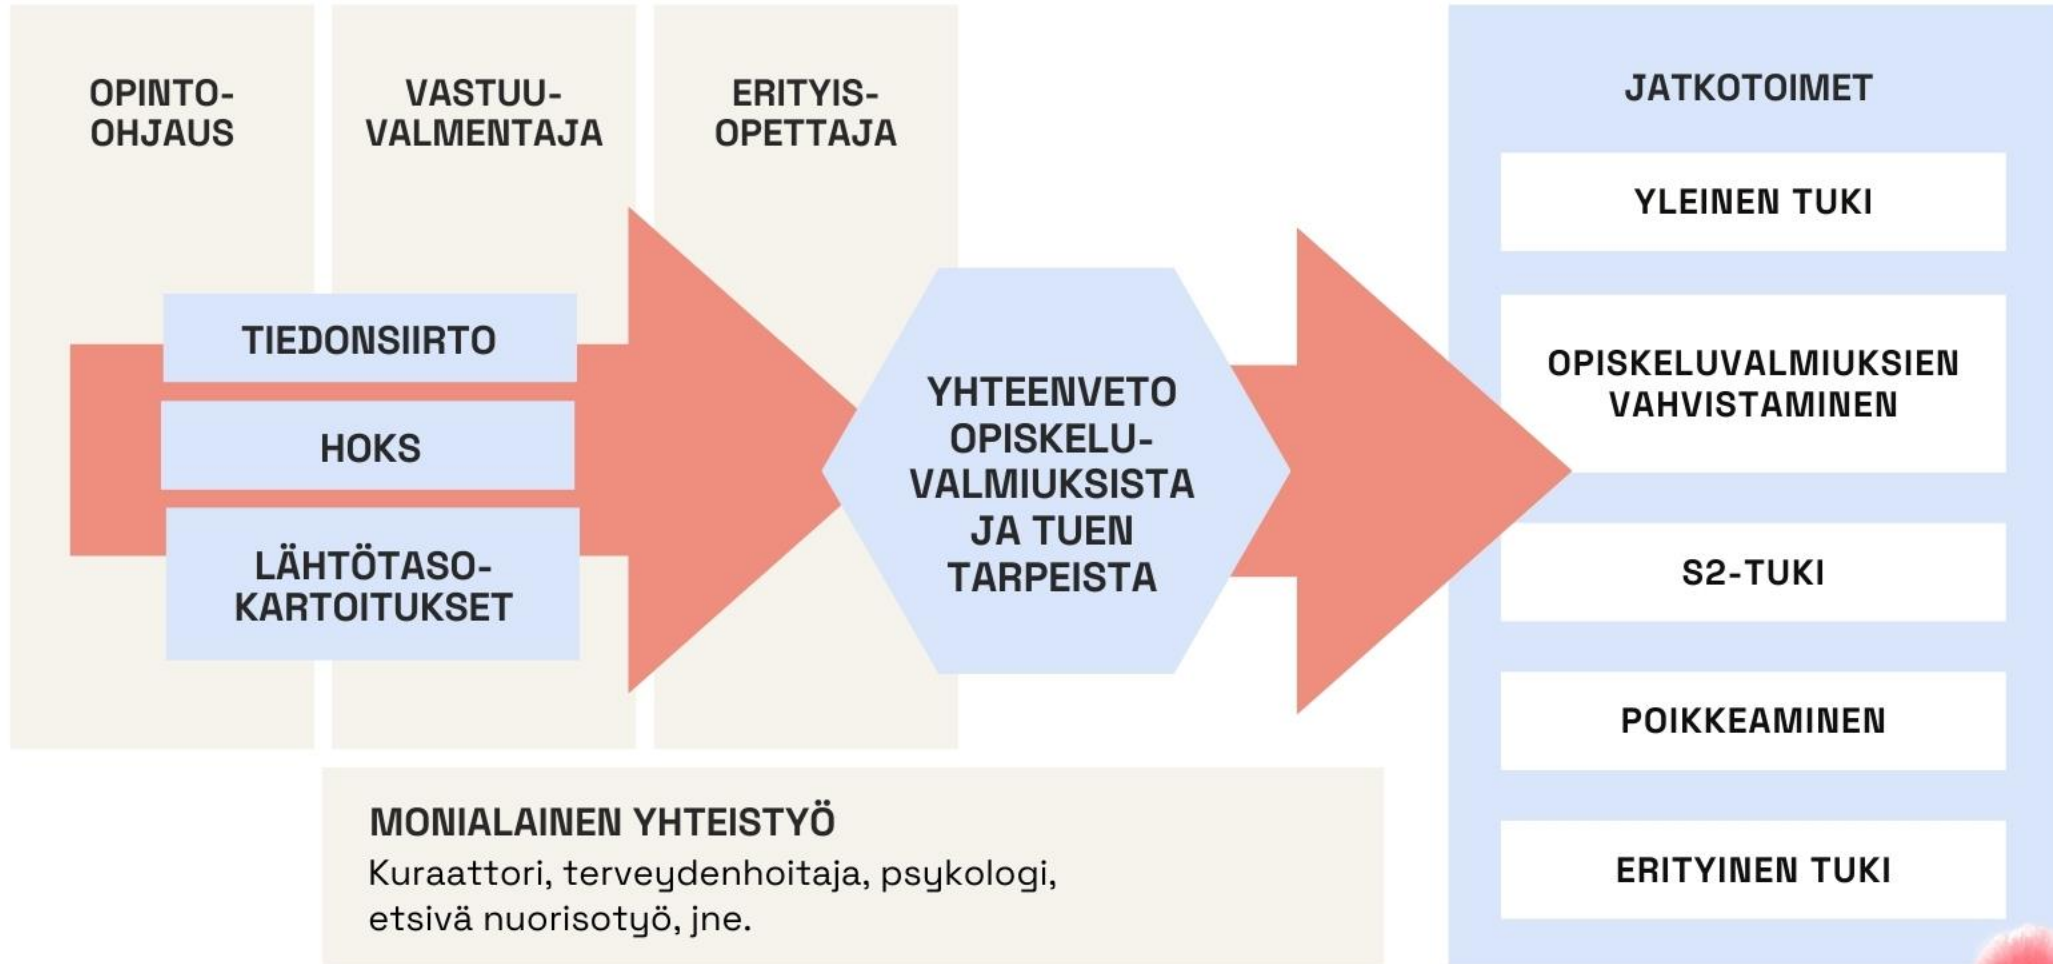 OPINTO-
OHJAUS
VASTUU-
VALMENTAJA
ERITYIS-
OPETTAJA
TIEDONSIIRTO
HOKS
LÄHTÖTASO-
KARTOITUKSET
YHTEENVETO
OPISKELU-
VALMIUKSISTA
JA TUEN
TARPEISTA
MONIALAINEN YHTEISTYÖ
Kuraattori, terveydenhoitaja, psykologi,
etsivä nuorisotyö, jne.
JATKOTOIMET
YLEINEN TUKI
OPISKELUVALMIUKSIEN
VAHVISTAMINEN
S2-TUKI
POIKKEAMINEN
ERITYINEN TUKI